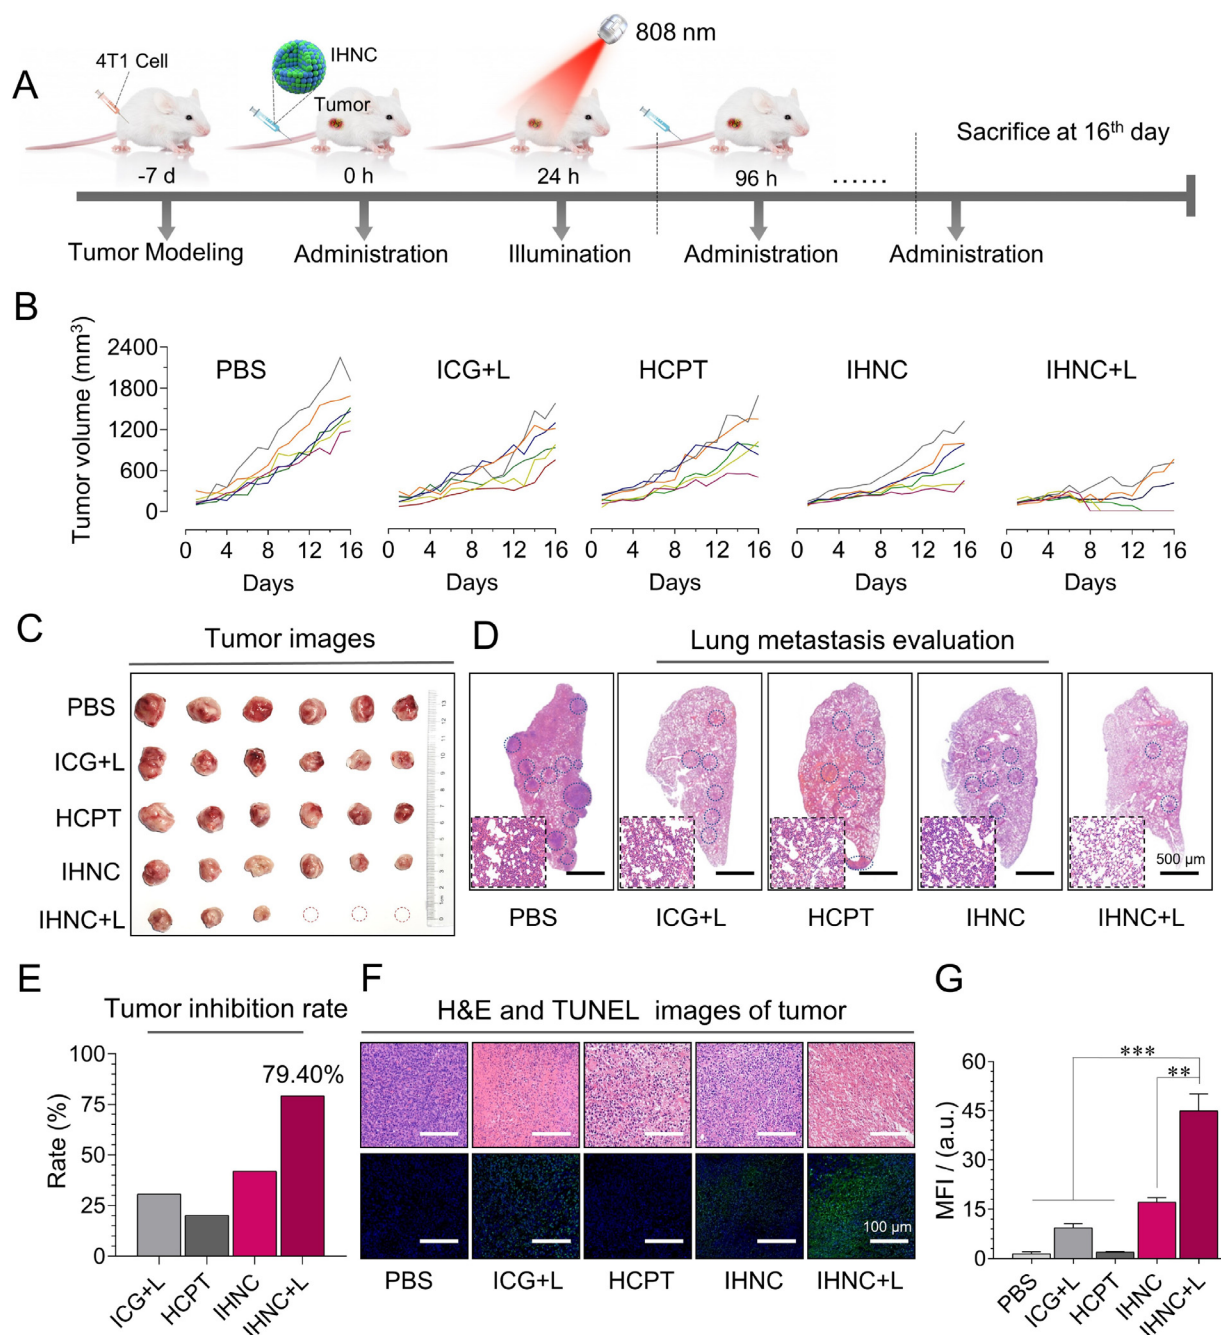 A
4T1 Cell
IHNC
Tumor
808 nm
Sacrifice at 16th day
-7 d
0 h
24 h
96 h
......
Tumor Modeling
Administration
Illumination
Administration
Administration
B
Tumor volume (mm³)
2400
1800
1200
600
0
PBS
ICG+L
HCPT
IHNC
IHNC+L
0 4 8 12 16
0 4 8 12 16
0 4 8 12 16
0 4 8 12 16
0 4 8 12 16
Days
Days
Days
Days
Days
C
Tumor images
PBS
ICG+L
HCPT
IHNC
IHNC+L
D
Lung metastasis evaluation
500 μm
PBS
ICG+L
HCPT
IHNC
IHNC+L
E
Tumor inhibition rate
Rate (%)
100
75
50
25
0
79.40%
ICG+L
HCPT
IHNC
IHNC+L
F
H&E and TUNEL images of tumor
100 μm
PBS
ICG+L
HCPT
IHNC
IHNC+L
G
MFI / (a.u.)
60
45
30
15
0
***
**
PBS
ICG+L
HCPT
IHNC
IHNC+L